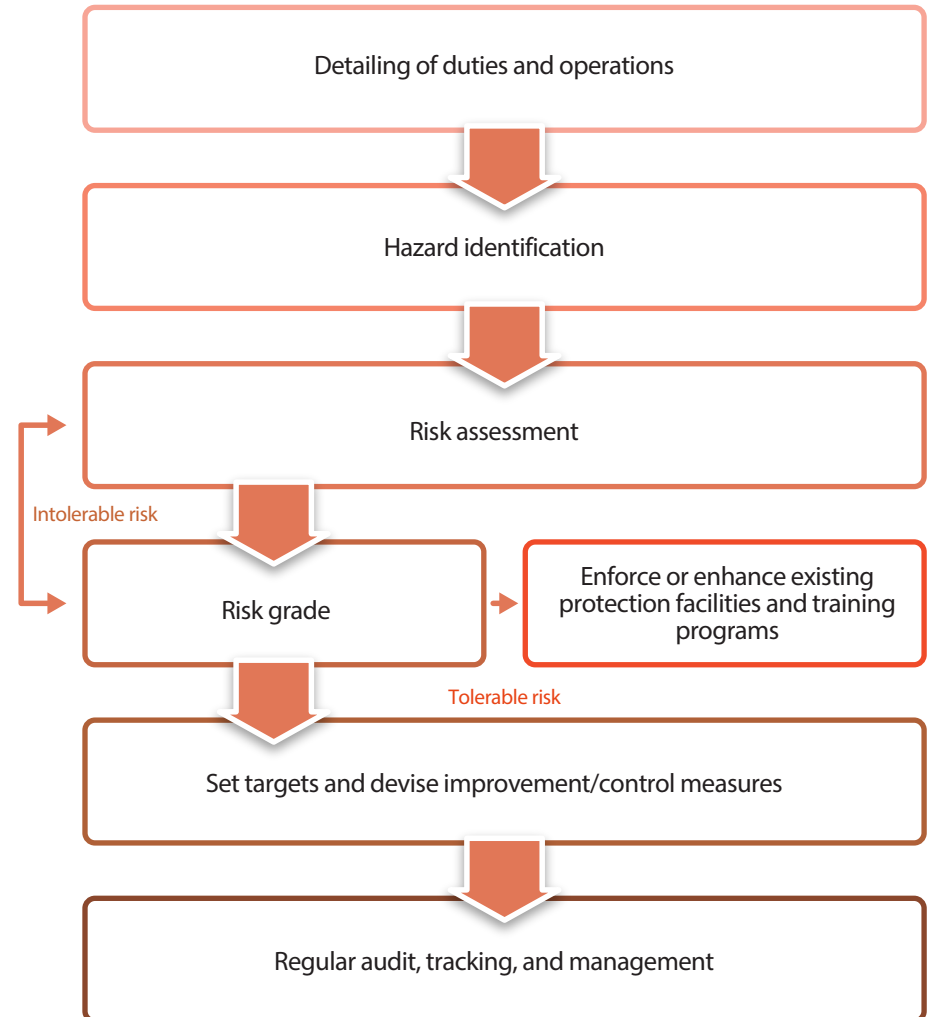 Detailing of duties and operations
Hazard identification
Risk assessment
Intolerable risk
Risk grade
Enforce or enhance existing
protection facilities and training
programs
Tolerable risk
Set targets and devise improvement/control measures
Regular audit, tracking, and management